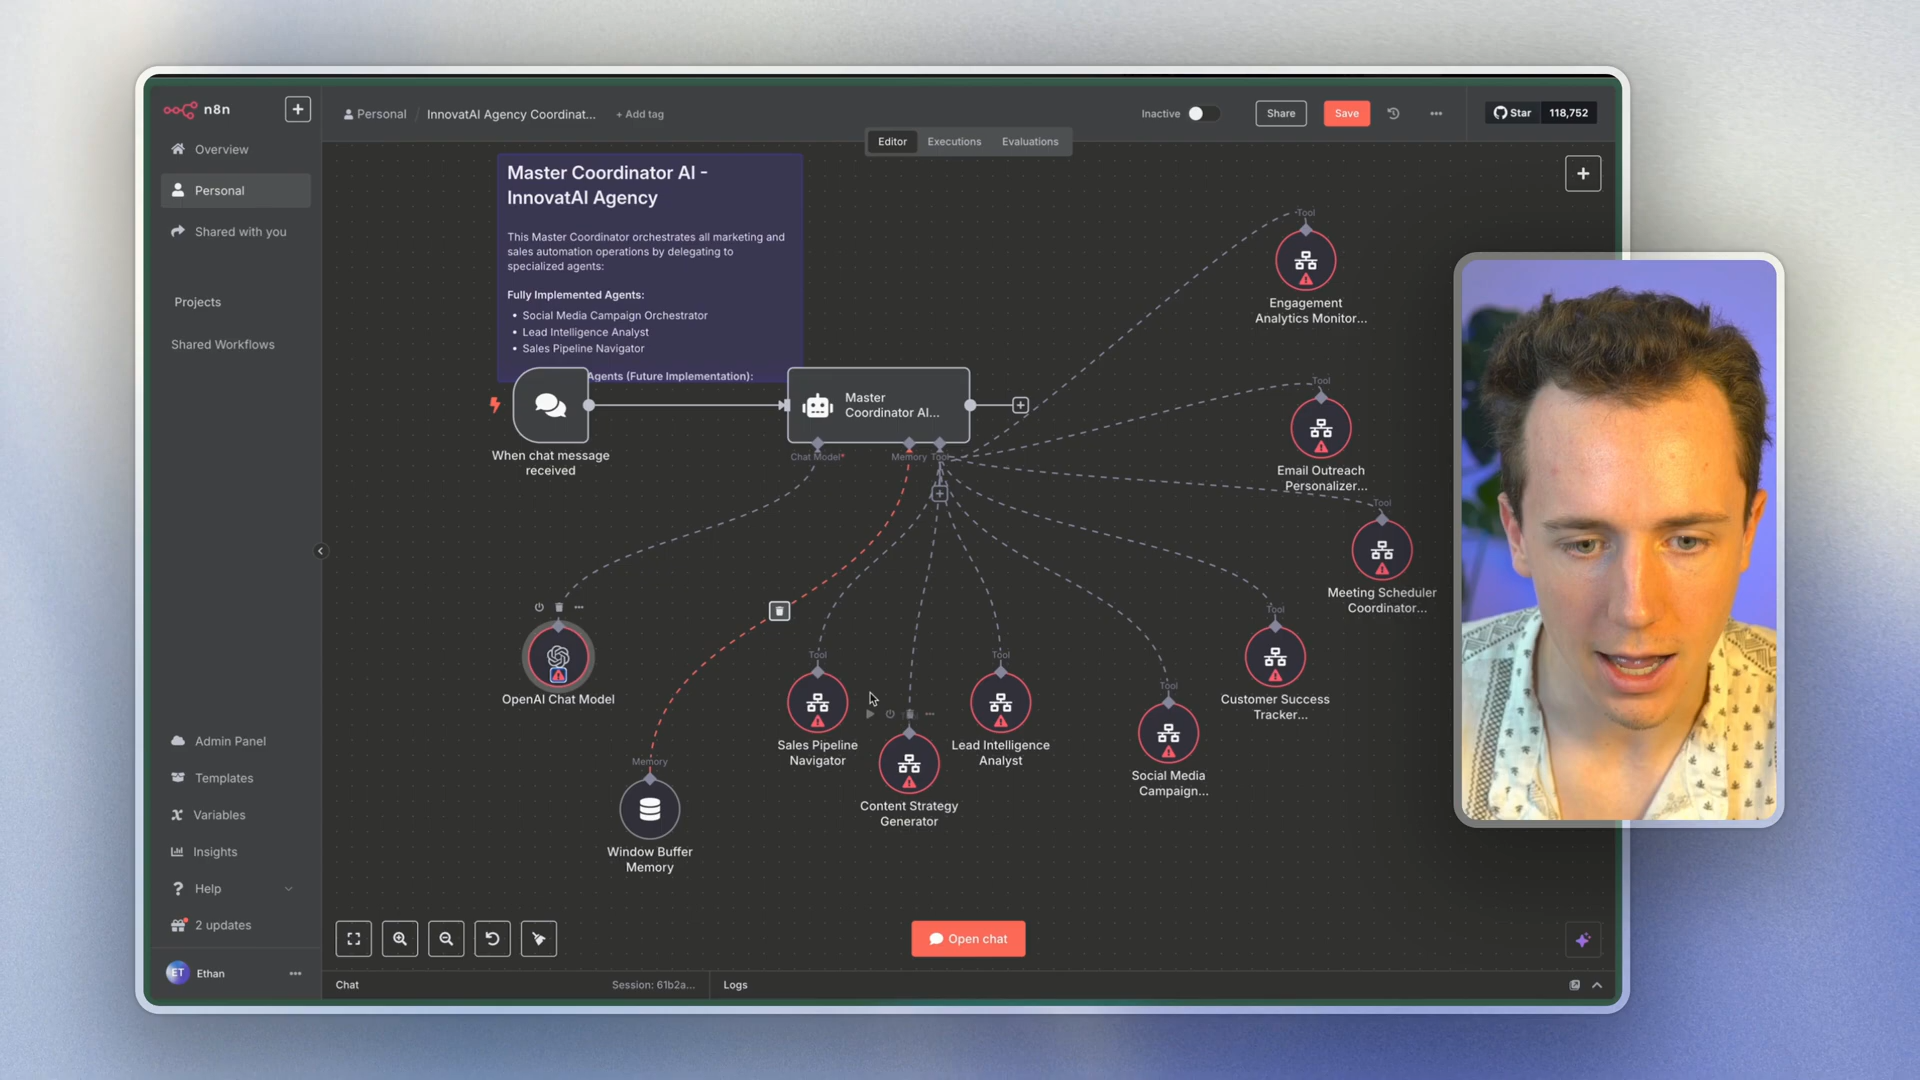 n8n
Personal
InnovatAI Agency Coordinat...
+ Add tag
Inactive
Share
Save
Star
118,752
Editor
Executions
Evaluations
Overview
Personal
Shared with you
Projects
Shared Workflows
Admin Panel
Templates
Variables
Insights
Help
2 updates
ET
Ethan
Master Coordinator AI -
InnovatAI Agency
This Master Coordinator orchestrates all marketing and
sales automation operations by delegating to
specialized agents:
Fully Implemented Agents:
• Social Media Campaign Orchestrator
• Lead Intelligence Analyst
• Sales Pipeline Navigator
Agents (Future Implementation):
When chat message
received
Master
Coordinator AI...
Chat Model*
Memory
Tool
Tool
Engagement
Analytics Monitor...
Tool
Email Outreach
Personalizer...
Tool
Meeting Scheduler
Coordinator...
Tool
Customer Success
Tracker...
Tool
Social Media
Campaign...
Tool
Lead Intelligence
Analyst
Content Strategy
Generator
Tool
Sales Pipeline
Navigator
OpenAI Chat Model
Memory
Window Buffer
Memory
Open chat
Chat
Session: 61b2a...
Logs